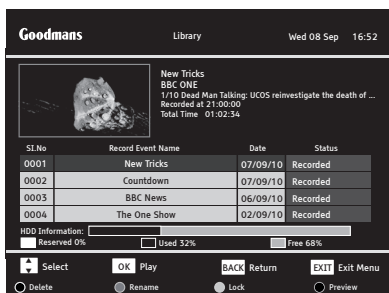 Goodmans Library Wed 08 Sep 16:52
New Tricks
BBC ONE
1/10 Dead Man Talking: UCOS reinvestigate the death of ...
Recorded at 21:00:00
Total Time 01:02:34
SI.No Record Event Name Date Status
0001 New Tricks 07/09/10 Recorded
0002 Countdown 07/09/10 Recorded
0003 BBC News 06/09/10 Recorded
0004 The One Show 02/09/10 Recorded
HDD Information:
Reserved 0% Used 32% Free 68%
Select OK Play BACK Return EXIT Exit Menu
Delete Rename Lock Preview